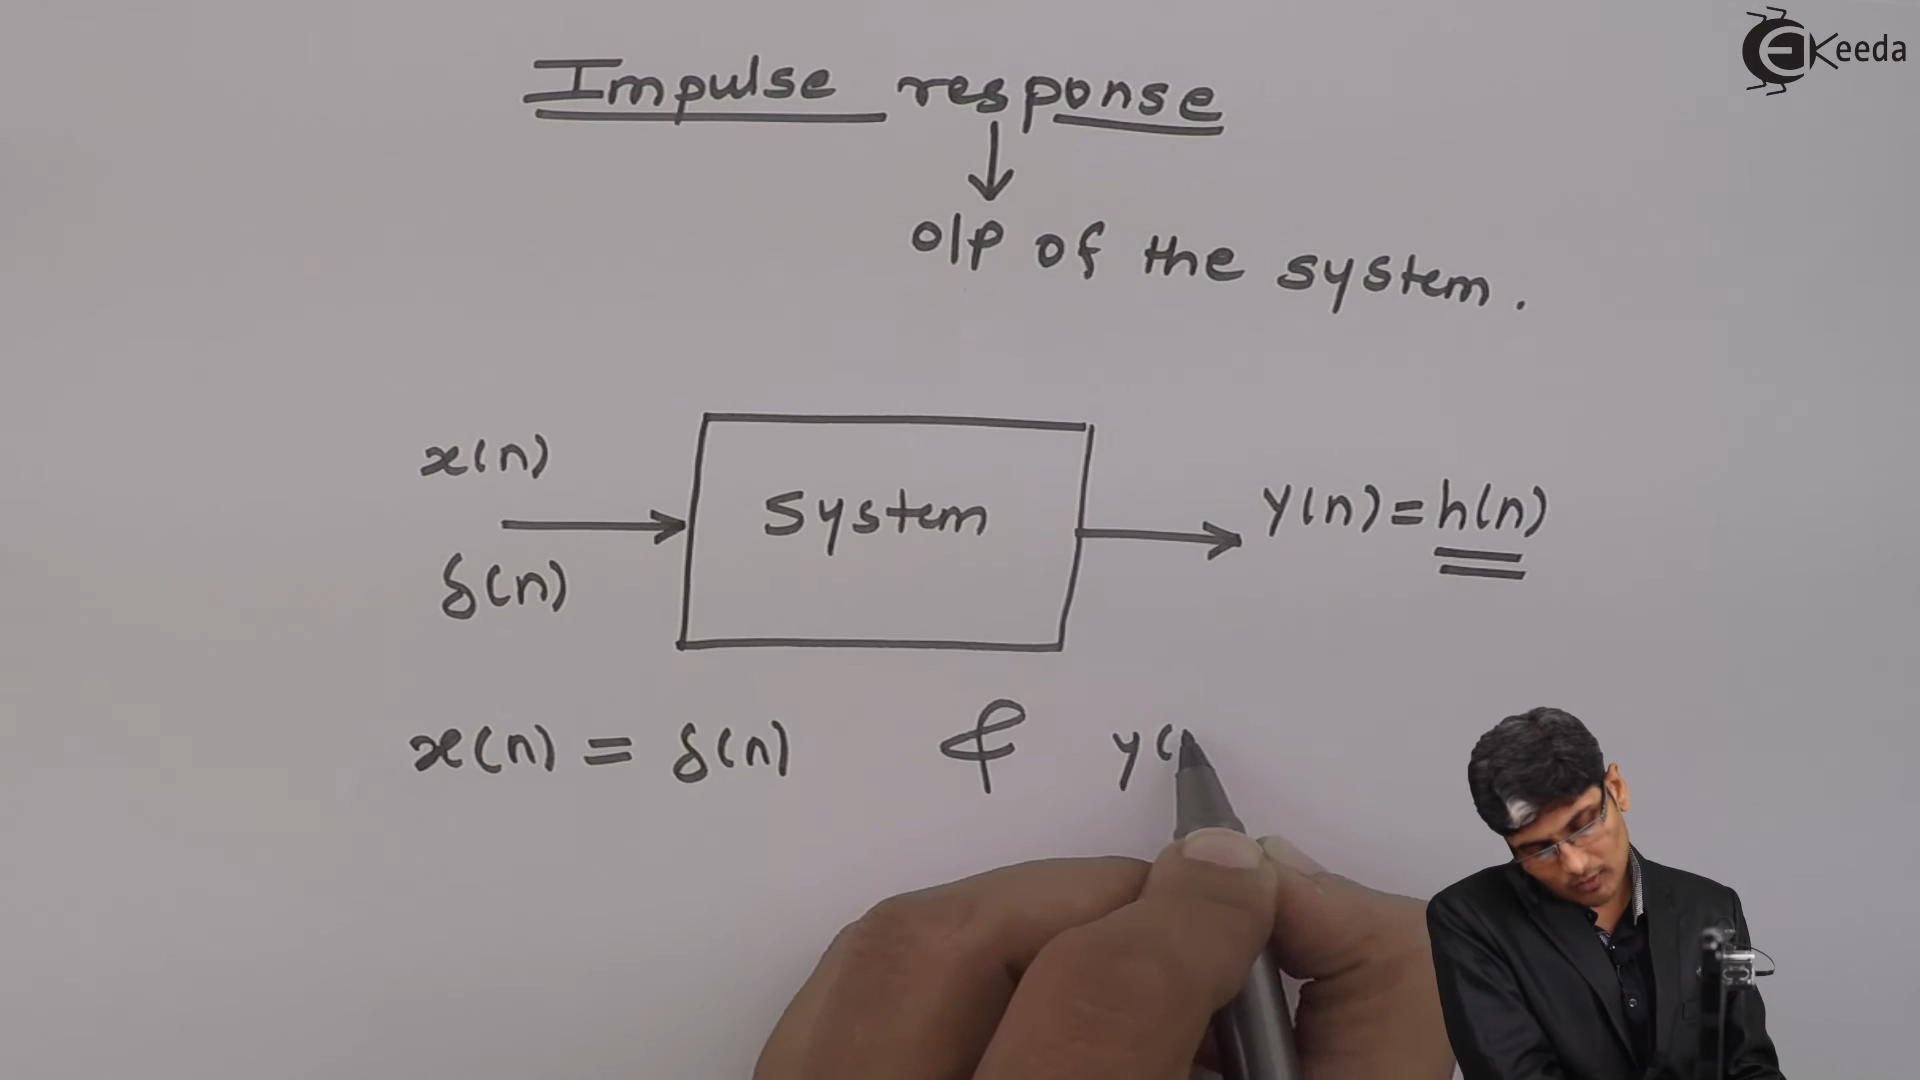 EKeeda
Impulse response
↓
o/p of the system.
x(n)
δ(n)
System
y(n) = h(n)
x(n) = δ(n) & y(